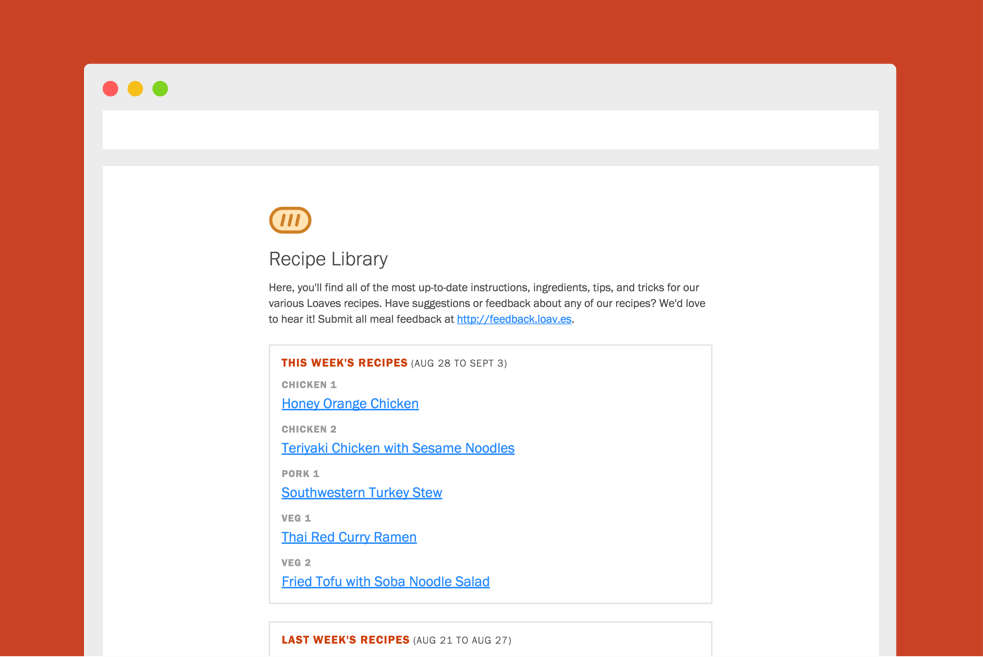 Recipe Library
Here, you'll find all of the most up-to-date instructions, ingredients, tips, and tricks for our
various Loaves recipes. Have suggestions or feedback about any of our recipes? We'd love
to hear it! Submit all meal feedback at http://feedback.loav.es.
THIS WEEK'S RECIPES (AUG 28 TO SEPT 3)
CHICKEN 1
Honey Orange Chicken
CHICKEN 2
Teriyaki Chicken with Sesame Noodles
PORK 1
Southwestern Turkey Stew
VEG 1
Thai Red Curry Ramen
VEG 2
Fried Tofu with Soba Noodle Salad
LAST WEEK'S RECIPES (AUG 21 TO AUG 27)